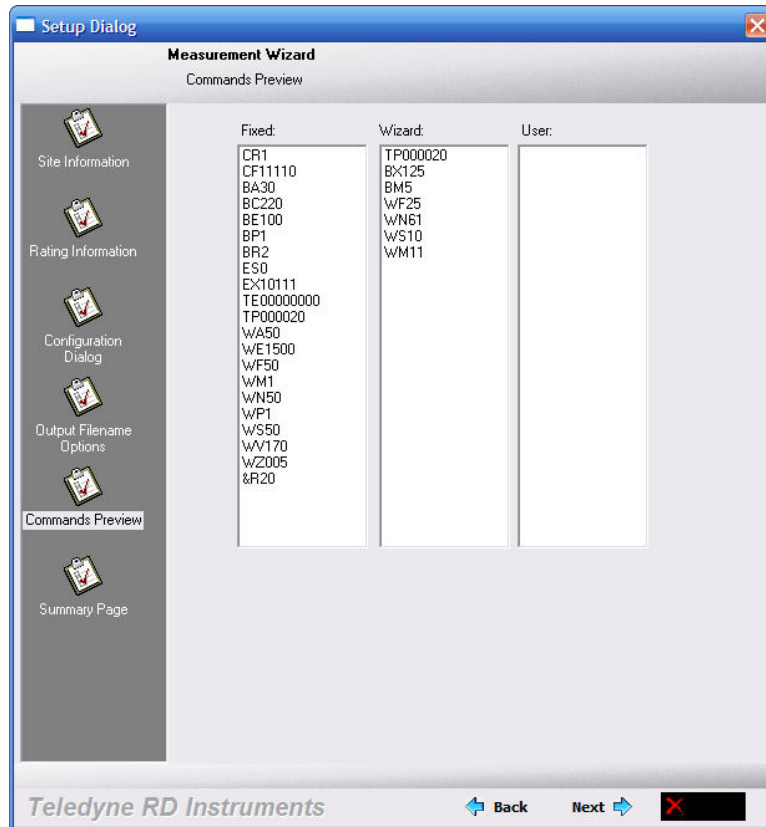 Setup Dialog
Measurement Wizard
Commands Preview
Site Information
Rating Information
Configuration
Dialog
Output Filename
Options
Commands Preview
Summary Page
Fixed:
CR1
CF11110
BA30
BC220
BE100
BP1
BR2
ES0
EX10111
TE00000000
TP000020
WA50
WE1500
WF50
WM1
WN50
WP1
WS50
WV170
WZ005
&R20
Wizard:
TP000020
BX125
BM5
WF25
WN61
WS10
WM11
User:
Teledyne RD Instruments
Back
Next